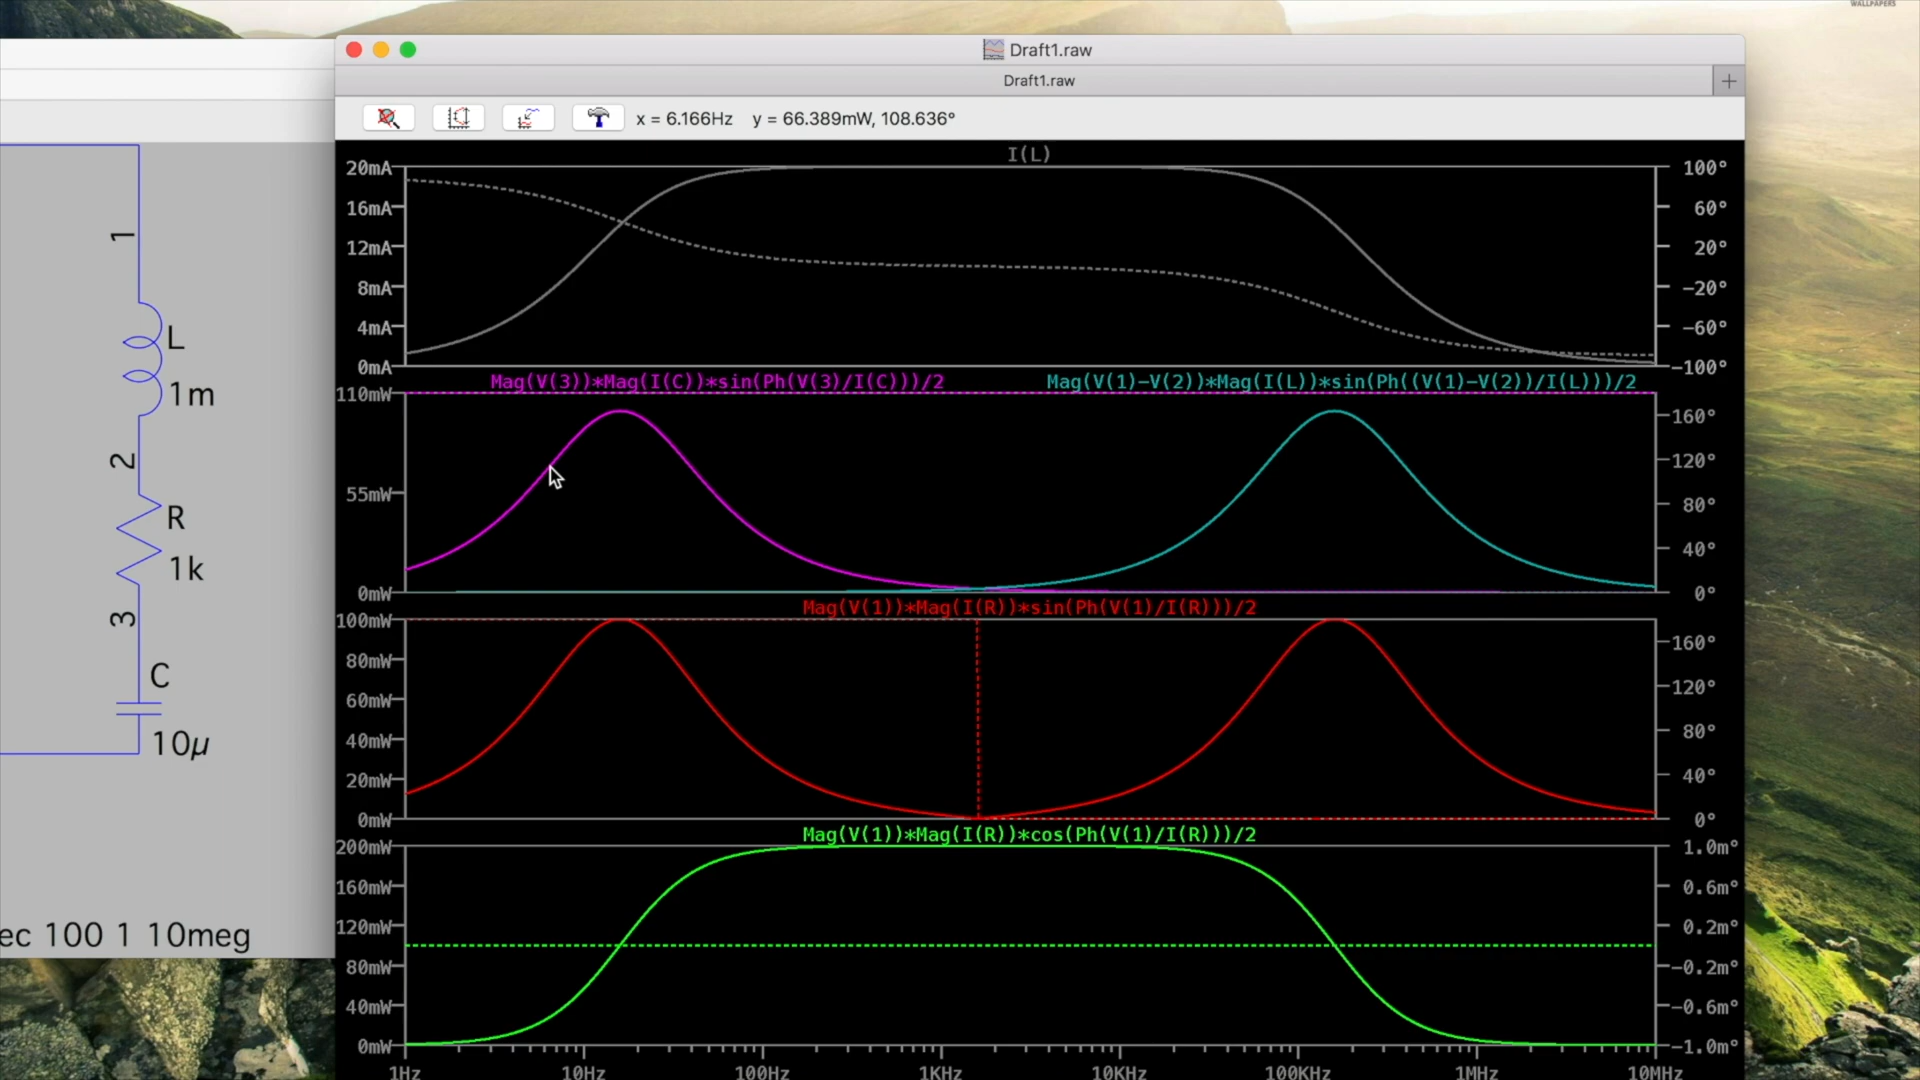 WALLPAPERS
Draft1.raw
Draft1.raw
x = 6.166Hz y = 66.389mW, 108.636°
1
L
1m
2
R
1k
3
C
10µ
ec 100 1 10meg
I(L)
20mA
16mA
12mA
8mA
4mA
0mA
100°
60°
20°
-20°
-60°
-100°
Mag(V(3))*Mag(I(C))*sin(Ph(V(3)/I(C)))/2
Mag(V(1)-V(2))*Mag(I(L))*sin(Ph((V(1)-V(2))/I(L)))/2
110mW
55mW
0mW
160°
120°
80°
40°
0°
Mag(V(1))*Mag(I(R))*sin(Ph(V(1)/I(R)))/2
100mW
80mW
60mW
40mW
20mW
0mW
160°
120°
80°
40°
0°
Mag(V(1))*Mag(I(R))*cos(Ph(V(1)/I(R)))/2
200mW
160mW
120mW
80mW
40mW
0mW
1.0m°
0.6m°
0.2m°
-0.2m°
-0.6m°
-1.0m°
1Hz 10Hz 100Hz 1KHz 10KHz 100KHz 1MHz 10MHz